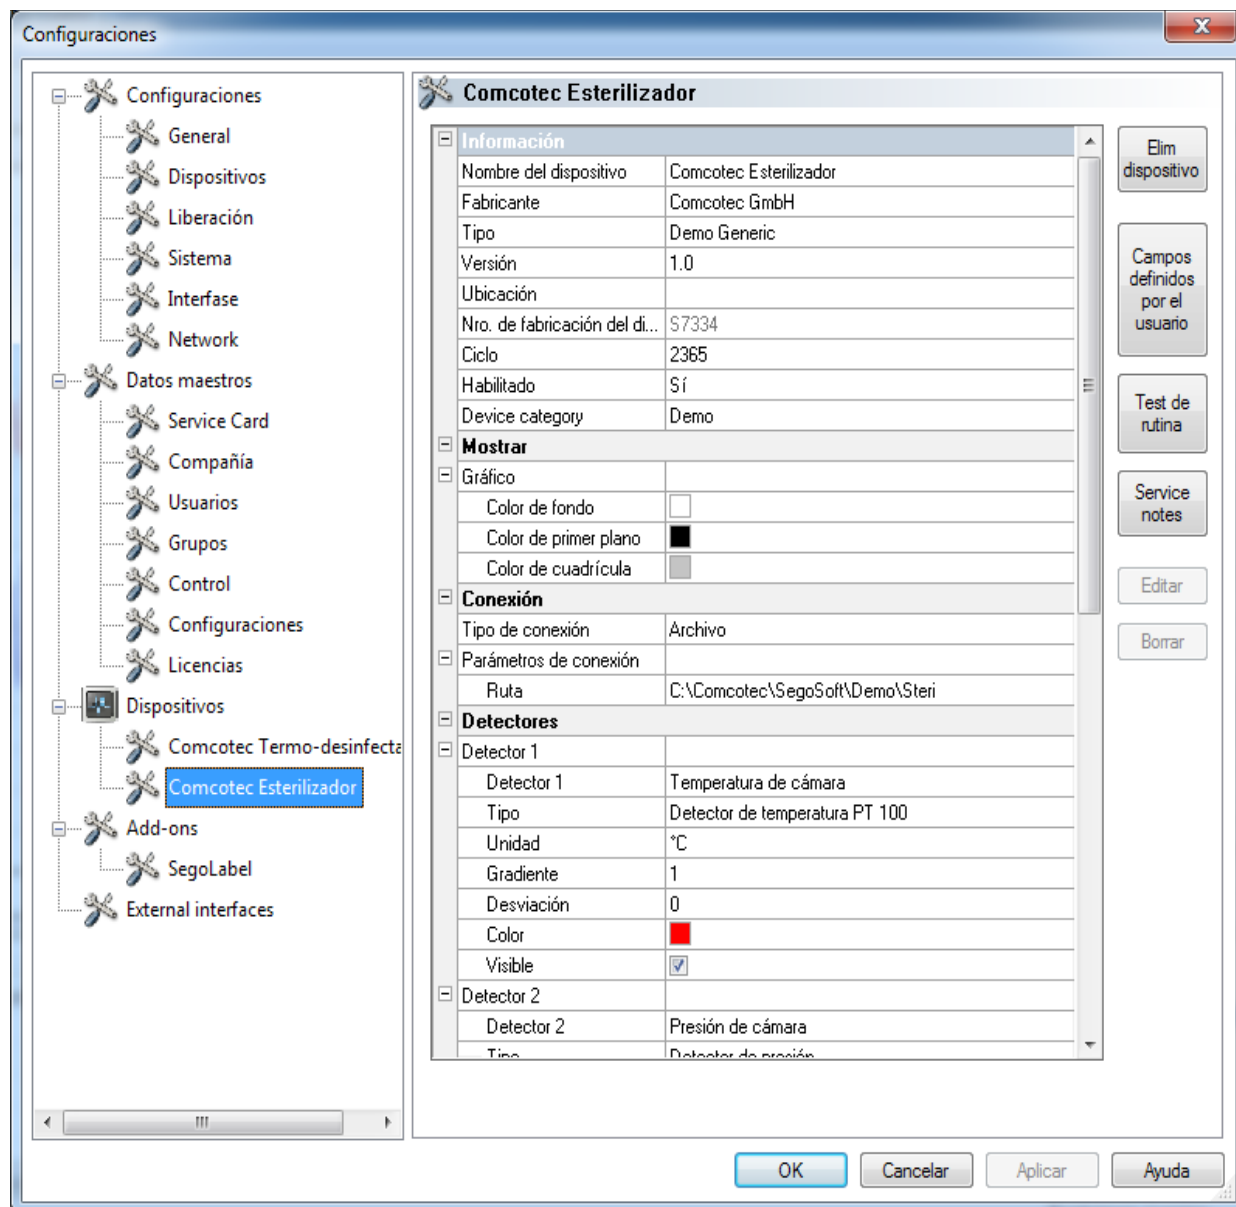 Configuraciones
Configuraciones
General
Dispositivos
Liberación
Sistema
Interfase
Network
Datos maestros
Service Card
Compañía
Usuarios
Grupos
Control
Configuraciones
Licencias
Dispositivos
Comcotec Termo-desinfecta
Comcotec Esterilizador
Add-ons
SegoLabel
External interfaces
Comcotec Esterilizador
Información
Nombre del dispositivo Comcotec Esterilizador
Fabricante Comcotec GmbH
Tipo Demo Generic
Versión 1.0
Ubicación
Nro. de fabricación del di... S7334
Ciclo 2365
Habilitado Sí
Device category Demo
Mostrar
Gráfico
Color de fondo
Color de primer plano
Color de cuadrícula
Conexión
Tipo de conexión Archivo
Parámetros de conexión
Ruta C:\Comcotec\SegoSoft\Demo\Steri
Detectores
Detector 1
Detector 1 Temperatura de cámara
Tipo Detector de temperatura PT 100
Unidad °C
Gradiente 1
Desviación 0
Color
Visible
Detector 2
Detector 2 Presión de cámara
Tipo Detector de presión
Elim
dispositivo
Campos
definidos
por el
usuario
Test de
rutina
Service
notes
Editar
Borrar
OK Cancelar Aplicar Ayuda